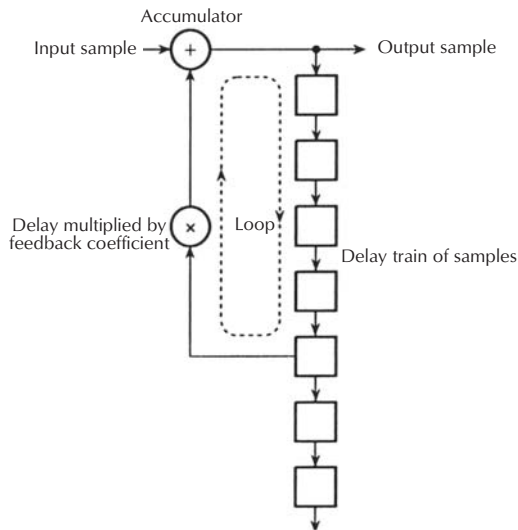 Accumulator
Input sample
+
Output sample
Delay multiplied by
feedback coefficient
×
Loop
Delay train of samples